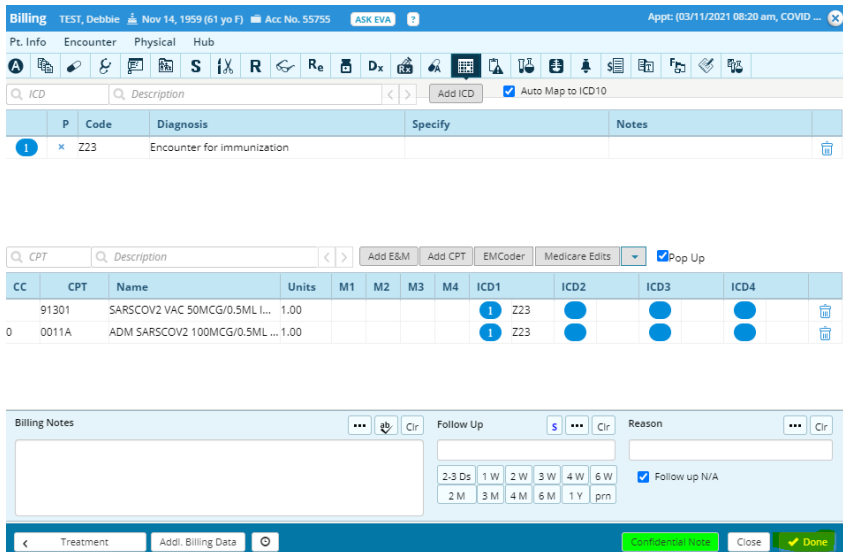 Billing TEST, Debbie Nov 14, 1959 (61 yo F) Acc No. 55755 ASK EVA ? Appt: (03/11/2021 08:20 am, COVID ...
Pt. Info Encounter Physical Hub
A S R Re Dx Rx
ICD Description < > Add ICD Auto Map to ICD10
P Code Diagnosis Specify Notes
1 × Z23 Encounter for immunization
CPT Description < > Add E&M Add CPT EMCoder Medicare Edits Pop Up
CC CPT Name Units M1 M2 M3 M4 ICD1 ICD2 ICD3 ICD4
91301 SARSCOV2 VAC 50MCG/0.5ML I... 1.00 1 Z23
0 0011A ADM SARSCOV2 100MCG/0.5ML ... 1.00 1 Z23
Billing Notes ... ab Clr Follow Up S ... Clr Reason ... Clr
2-3 Ds 1 W 2 W 3 W 4 W 6 W Follow up N/A
2 M 3 M 4 M 6 M 1 Y prn
< Treatment Addl. Billing Data Confidential Note Close Done